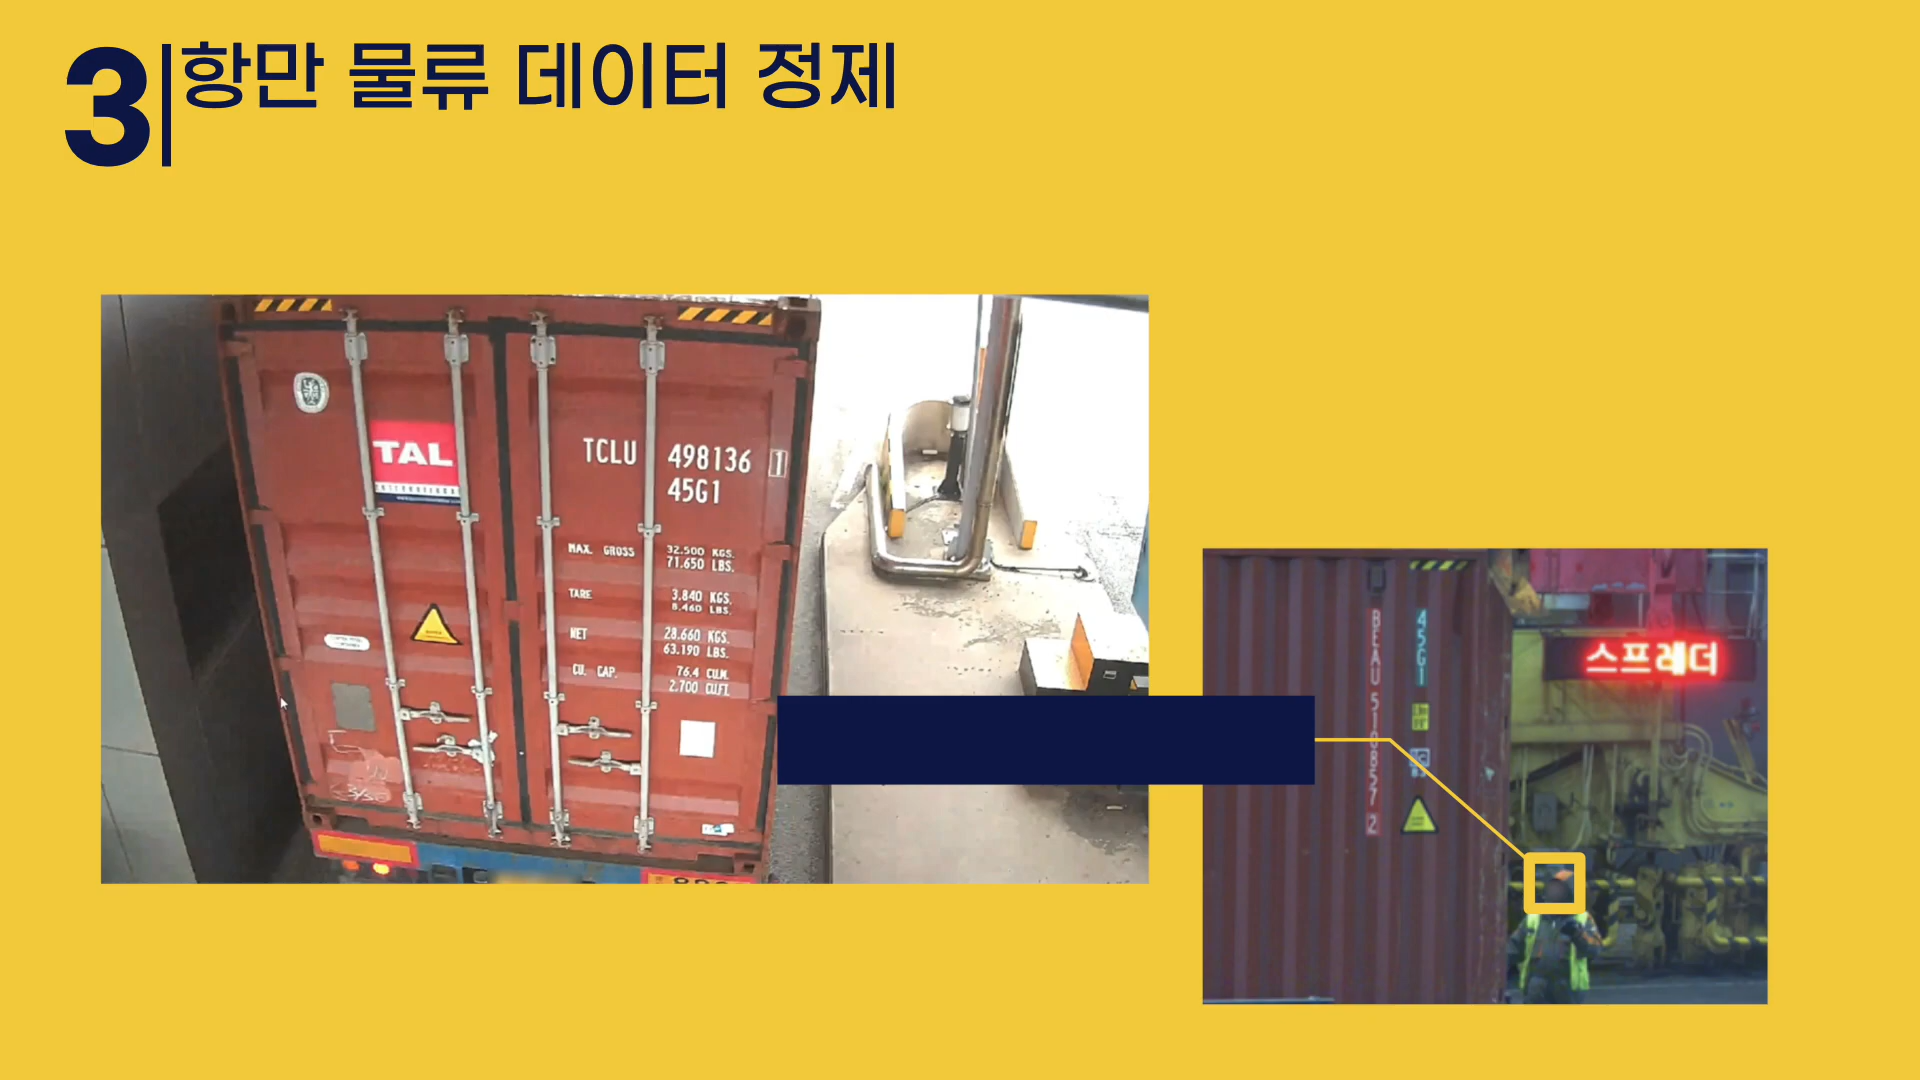 3 항만 물류 데이터 정제
TAL
TCLU 498136 1
45G1
MAX. GROSS 32.500 KGS.
71.650 LBS.
TARE 3.840 KGS.
8.460 LBS.
NET 28.660 KGS.
63.190 LBS.
CU. CAP. 76.4 CU.M.
2.700 CU.FT.
BEAU 510857 2
45G1
스프레더